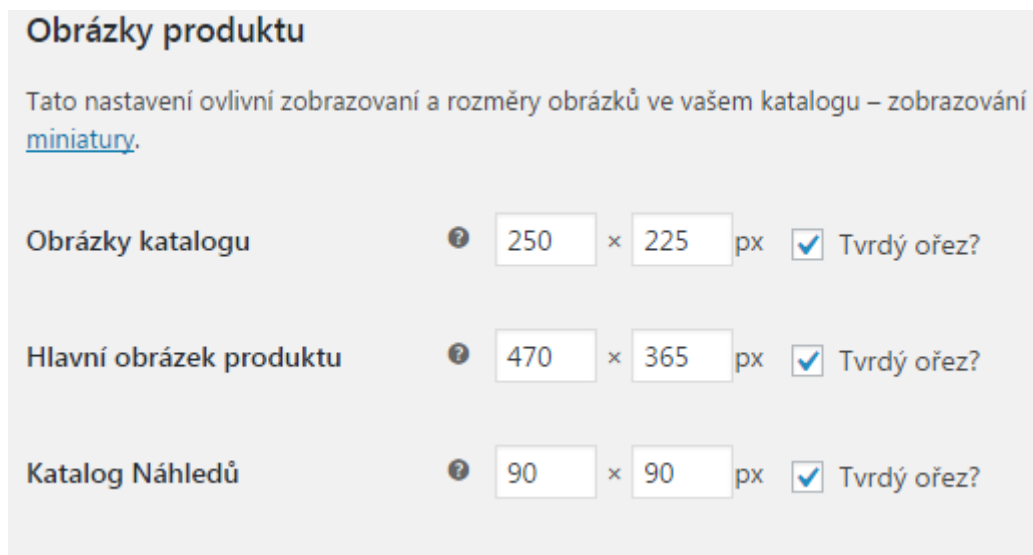 Obrázky produktu
Tato nastavení ovlivní zobrazovaní a rozměry obrázků ve vašem katalogu – zobrazování
miniatury.
Obrázky katalogu ? 250 × 225 px Tvrdý ořez?
Hlavní obrázek produktu ? 470 × 365 px Tvrdý ořez?
Katalog Náhledů ? 90 × 90 px Tvrdý ořez?